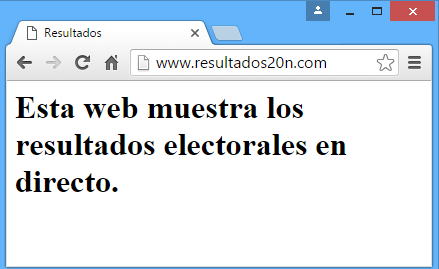 Resultados
www.resultados20n.com
Esta web muestra los
resultados electorales en
directo.